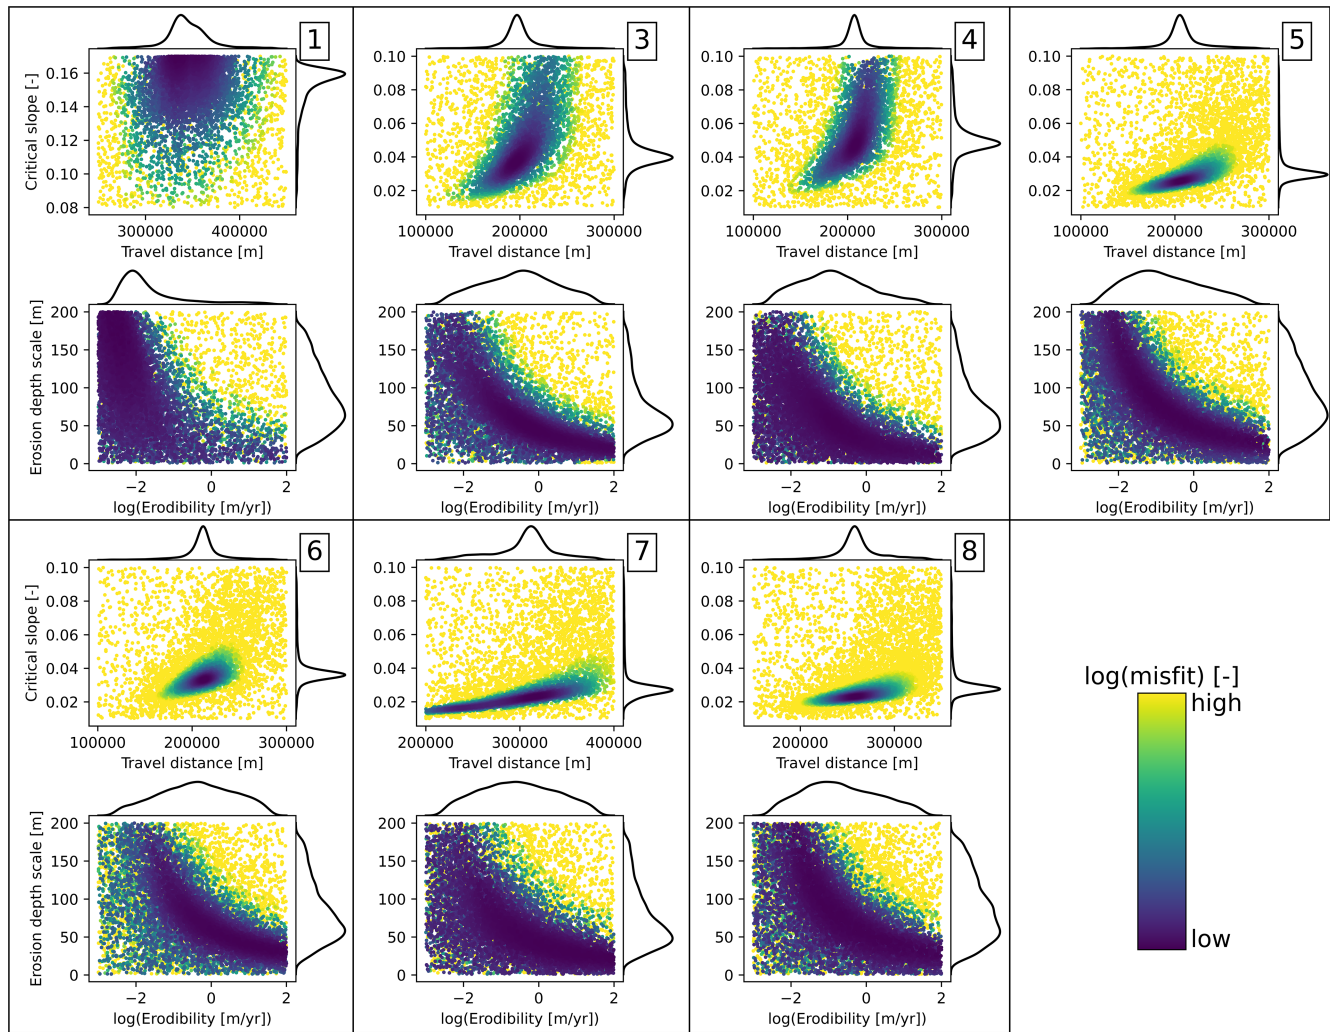 1
Critical slope [-]
0.16
0.14
0.12
0.10
0.08
300000 400000
Travel distance [m]
Erosion depth scale [m]
200
150
100
50
0
−2 0 2
log(Erodibility [m/yr])
3
0.10
0.08
0.06
0.04
0.02
100000 200000 300000
Travel distance [m]
200
150
100
50
0
−2 0 2
log(Erodibility [m/yr])
4
0.10
0.08
0.06
0.04
0.02
100000 200000 300000
Travel distance [m]
200
150
100
50
0
−2 0 2
log(Erodibility [m/yr])
5
0.10
0.08
0.06
0.04
0.02
100000 200000 300000
Travel distance [m]
200
150
100
50
0
−2 0 2
log(Erodibility [m/yr])
6
Critical slope [-]
0.10
0.08
0.06
0.04
0.02
100000 200000 300000
Travel distance [m]
Erosion depth scale [m]
200
150
100
50
0
−2 0 2
log(Erodibility [m/yr])
7
0.10
0.08
0.06
0.04
0.02
200000 300000 400000
Travel distance [m]
200
150
100
50
0
−2 0 2
log(Erodibility [m/yr])
8
0.10
0.08
0.06
0.04
0.02
200000 300000
Travel distance [m]
200
150
100
50
0
−2 0 2
log(Erodibility [m/yr])
log(misfit) [-]
high
low